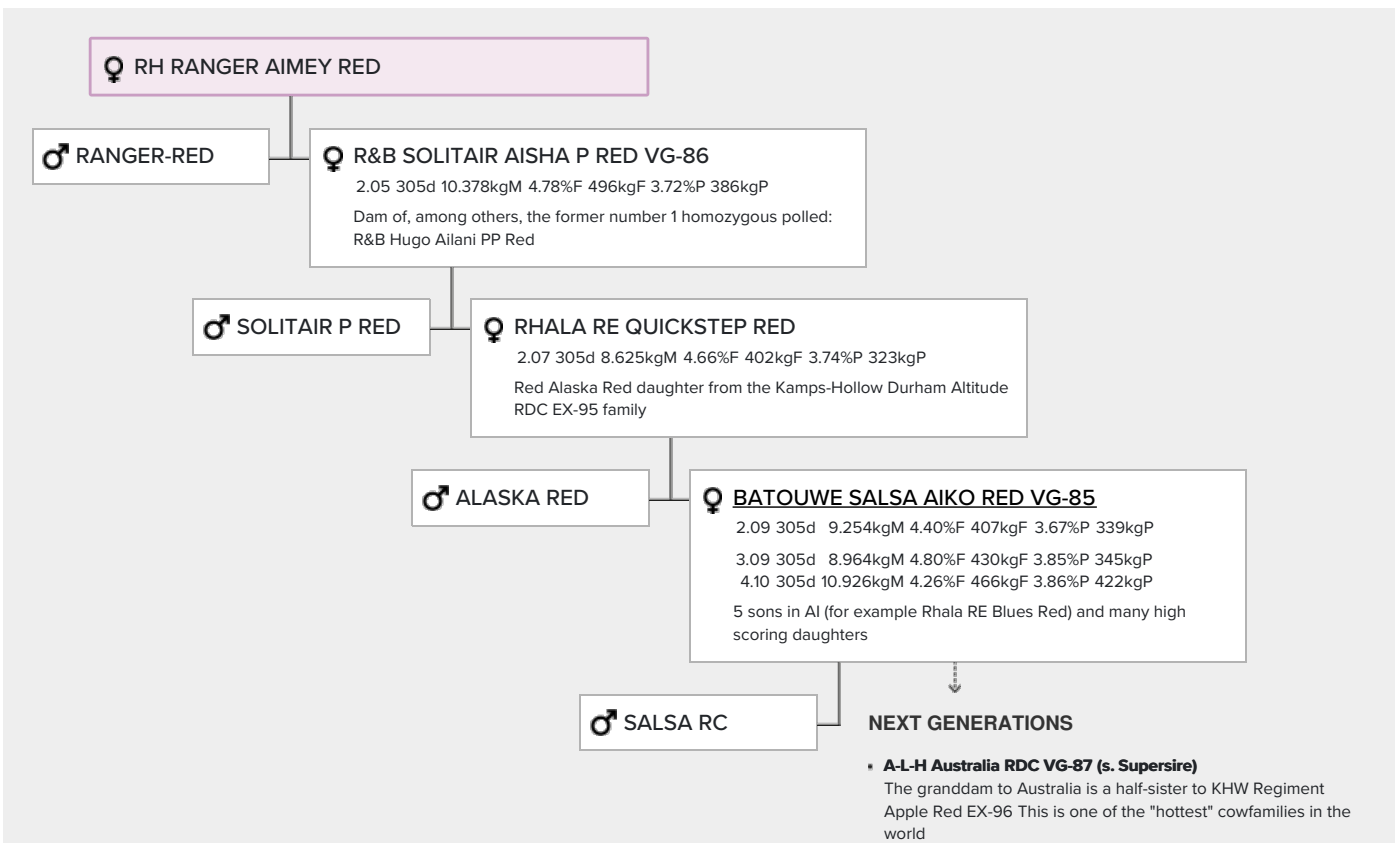 RH RANGER AIMEY RED
RANGER-RED
R&B SOLITAIR AISHA P RED VG-86
2.05 305d 10.378kgM 4.78%F 496kgF 3.72%P 386kgP
Dam of, among others, the former number 1 homozygous polled:
R&B Hugo Ailani PP Red
SOLITAIR P RED
RHALA RE QUICKSTEP RED
2.07 305d 8.625kgM 4.66%F 402kgF 3.74%P 323kgP
Red Alaska Red daughter from the Kamps-Hollow Durham Altitude
RDC EX-95 family
ALASKA RED
BATOUWE SALSA AIKO RED VG-85
2.09 305d 9.254kgM 4.40%F 407kgF 3.67%P 339kgP
3.09 305d 8.964kgM 4.80%F 430kgF 3.85%P 345kgP
4.10 305d 10.926kgM 4.26%F 466kgF 3.86%P 422kgP
5 sons in AI (for example Rhala RE Blues Red) and many high
scoring daughters
SALSA RC
NEXT GENERATIONS
A-L-H Australia RDC VG-87 (s. Supersire)
The granddam to Australia is a half-sister to KHW Regiment
Apple Red EX-96 This is one of the "hottest" cowfamilies in the
world